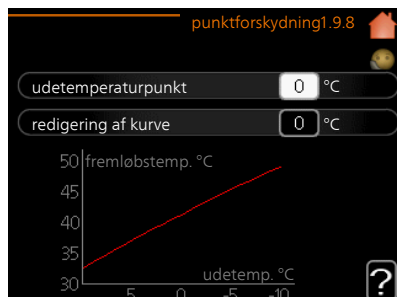 punktforskydning1.9.8
udetemperaturpunkt 0 °C
redigering af kurve 0 °C
50 fremløbstemp. °C
45
40
35
udetemp. °C
30
5 0 -5 -10
?